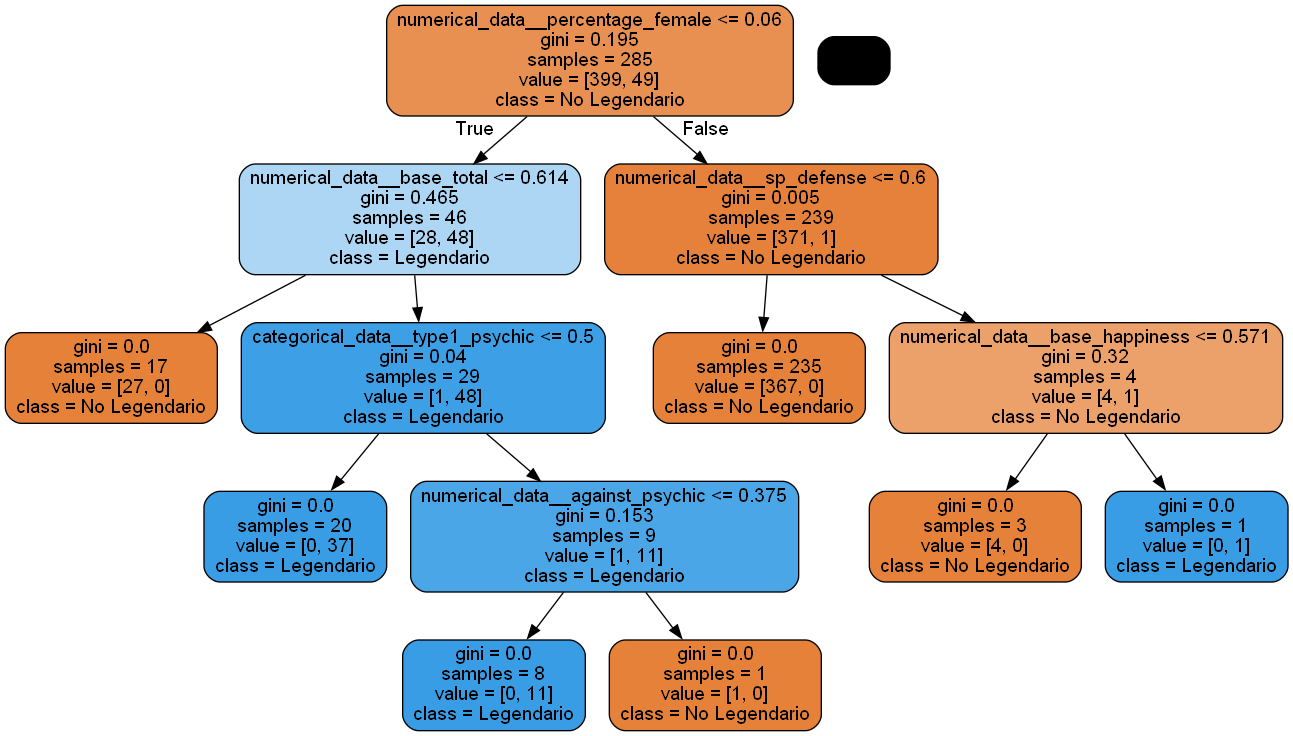 numerical_data__percentage_female <= 0.06
gini = 0.195
samples = 285
value = [399, 49]
class = No Legendario
True
False
numerical_data__base_total <= 0.614
gini = 0.465
samples = 46
value = [28, 48]
class = Legendario
numerical_data__sp_defense <= 0.6
gini = 0.005
samples = 239
value = [371, 1]
class = No Legendario
gini = 0.0
samples = 17
value = [27, 0]
class = No Legendario
categorical_data__type1_psychic <= 0.5
gini = 0.04
samples = 29
value = [1, 48]
class = Legendario
gini = 0.0
samples = 235
value = [367, 0]
class = No Legendario
numerical_data__base_happiness <= 0.571
gini = 0.32
samples = 4
value = [4, 1]
class = No Legendario
gini = 0.0
samples = 20
value = [0, 37]
class = Legendario
numerical_data__against_psychic <= 0.375
gini = 0.153
samples = 9
value = [1, 11]
class = Legendario
gini = 0.0
samples = 3
value = [4, 0]
class = No Legendario
gini = 0.0
samples = 1
value = [0, 1]
class = Legendario
gini = 0.0
samples = 8
value = [0, 11]
class = Legendario
gini = 0.0
samples = 1
value = [1, 0]
class = No Legendario